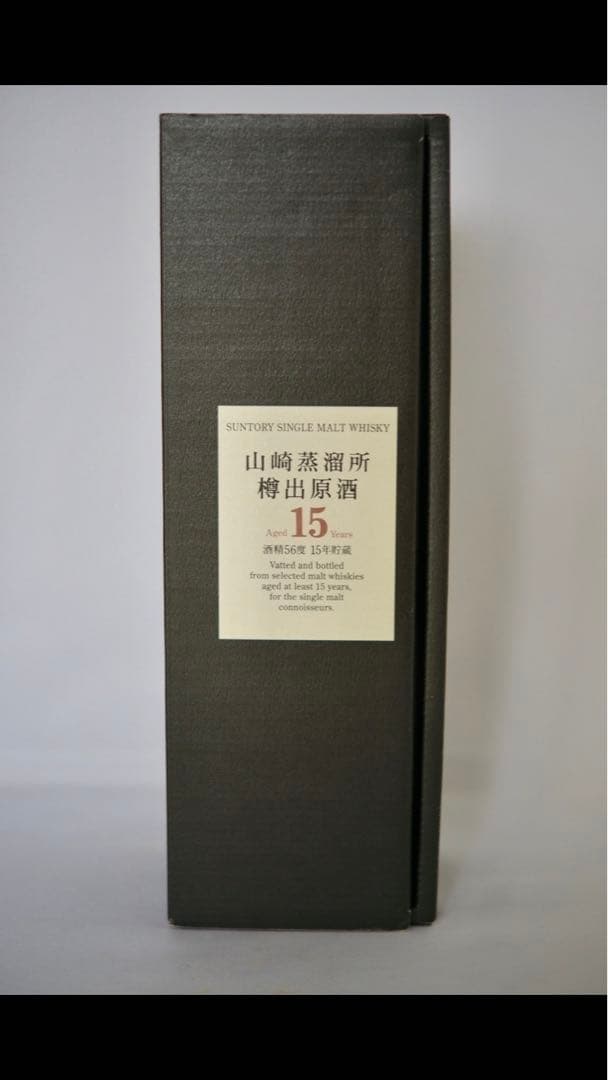 SUNTORY SINGLE MALT WHISKY
山崎蒸溜所
樽出原酒
Aged 15 Years
酒精56度 15年貯蔵
Vatted and bottled
from selected malt whiskies
aged at least 15 years,
for the single malt
connoisseurs.